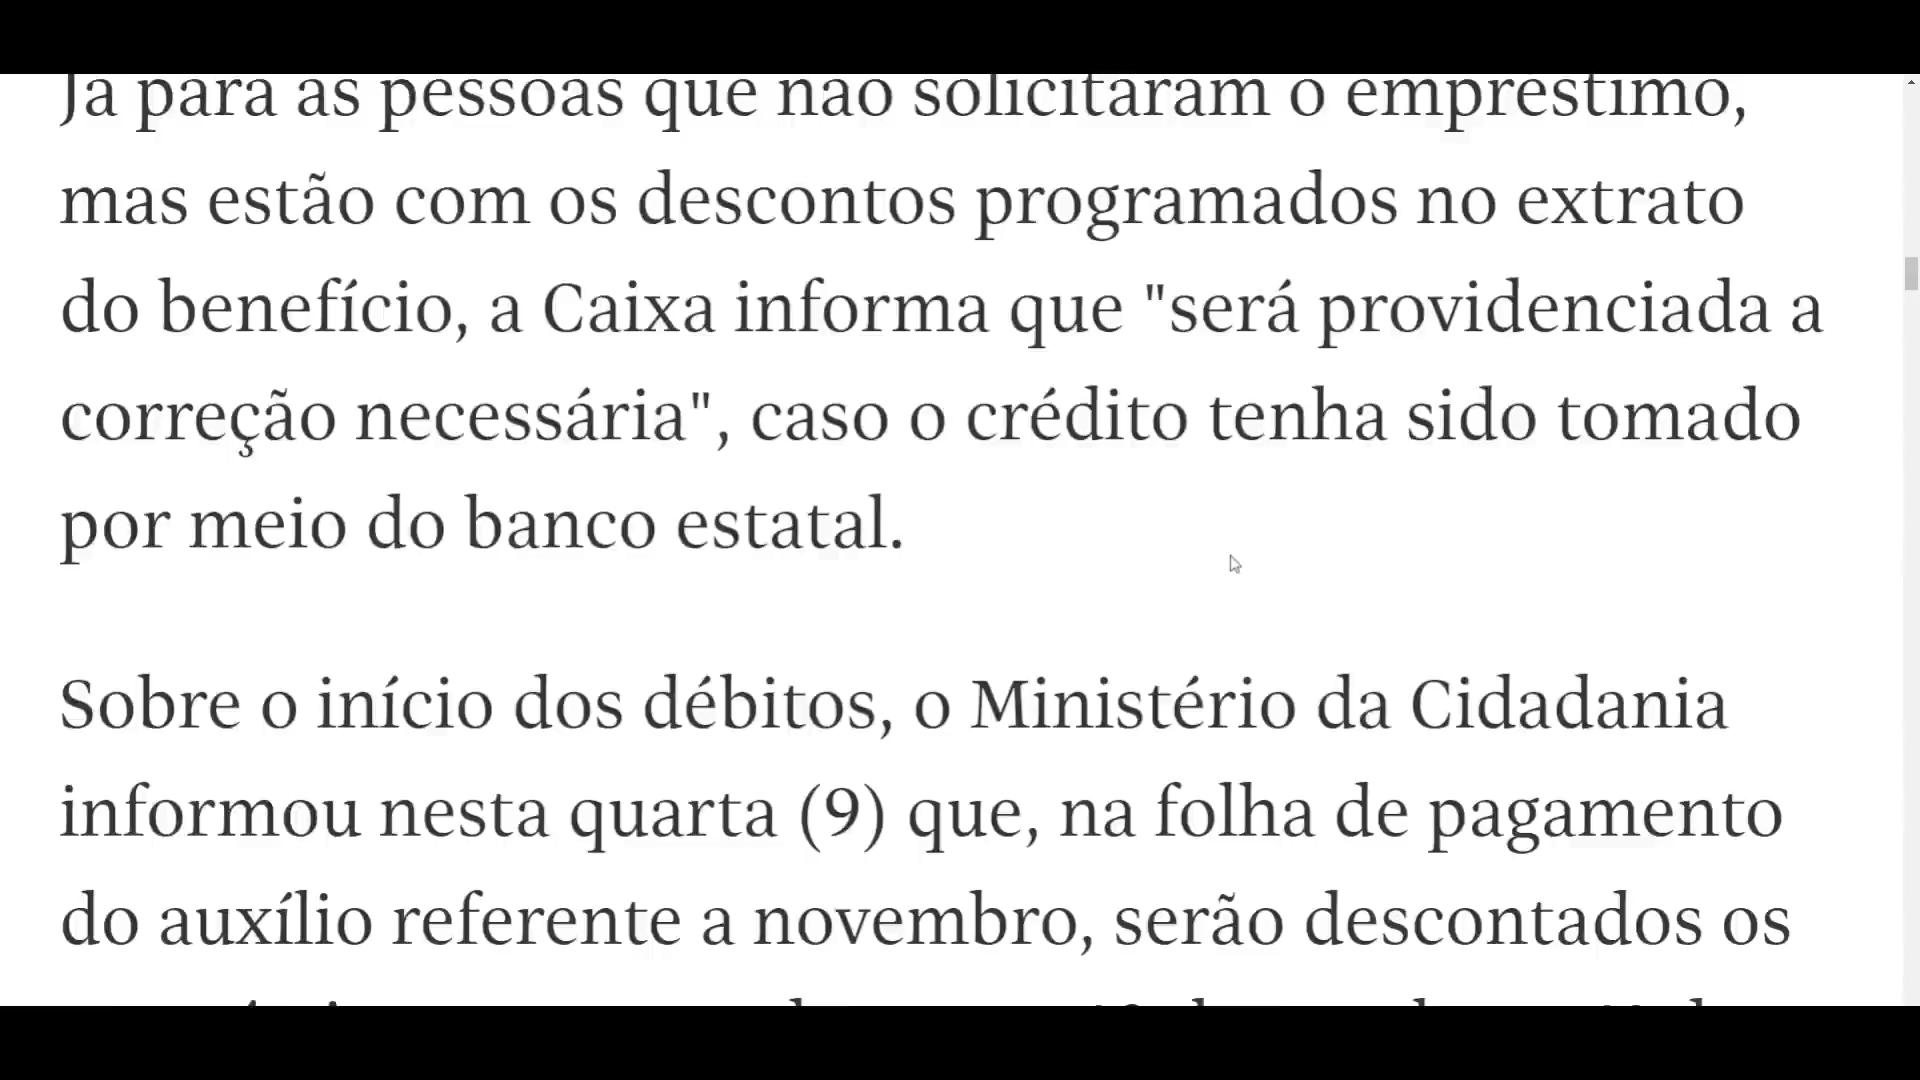 Já para as pessoas que não solicitaram o empréstimo,
mas estão com os descontos programados no extrato
do benefício, a Caixa informa que "será providenciada a
correção necessária", caso o crédito tenha sido tomado
por meio do banco estatal.
Sobre o início dos débitos, o Ministério da Cidadania
informou nesta quarta (9) que, na folha de pagamento
do auxílio referente a novembro, serão descontados os